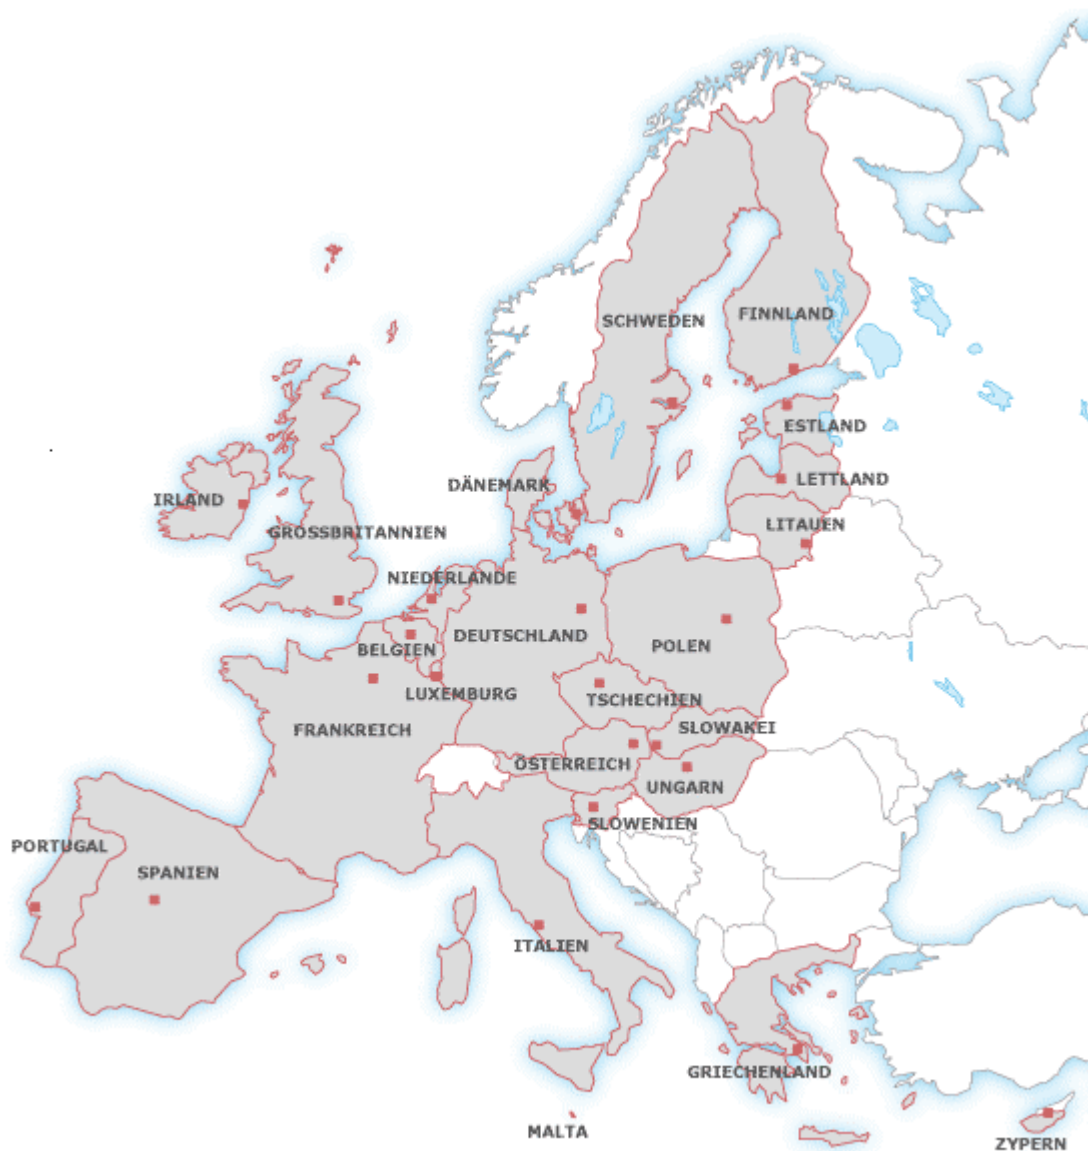 SCHWEDEN
FINNLAND
ESTLAND
LETTLAND
DÄNEMARK
IRLAND
LITAUEN
GROSSBRITANNIEN
NIEDERLANDE
DEUTSCHLAND
POLEN
BELGIEN
LUXEMBURG
TSCHECHIEN
FRANKREICH
SLOWAKEI
ÖSTERREICH
UNGARN
SLOWENIEN
PORTUGAL
SPANIEN
ITALIEN
GRIECHENLAND
MALTA
ZYPERN